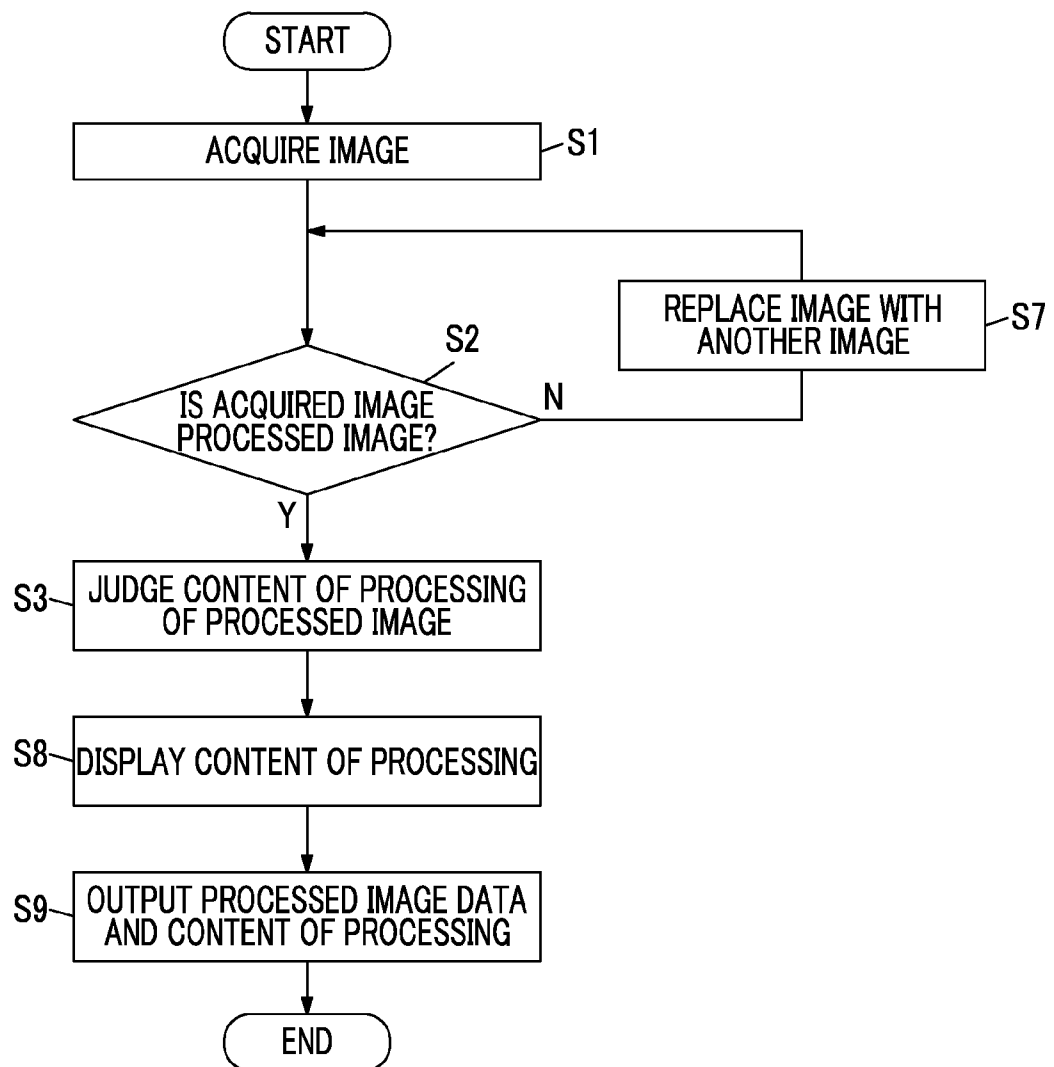 START
ACQUIRE IMAGE
S1
REPLACE IMAGE WITH
ANOTHER IMAGE
S7
S2
IS ACQUIRED IMAGE
PROCESSED IMAGE?
N
Y
S3
JUDGE CONTENT OF PROCESSING
OF PROCESSED IMAGE
S8
DISPLAY CONTENT OF PROCESSING
S9
OUTPUT PROCESSED IMAGE DATA
AND CONTENT OF PROCESSING
END